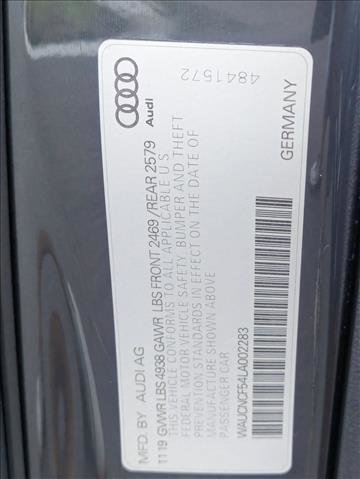 4841572
Audi
MFD. BY AUDI AG
11 19 GVWR LBS 4938 GAWR LBS FRONT 2469 / REAR 2579
THIS VEHICLE CONFORMS TO ALL APPLICABLE U S
FEDERAL MOTOR VEHICLE SAFETY, BUMPER AND THEFT
PREVENTION STANDARDS IN EFFECT ON THE DATE OF
MANUFACTURE SHOWN ABOVE
PASSENGER CAR
WAUCNCF54LA002283
GERMANY